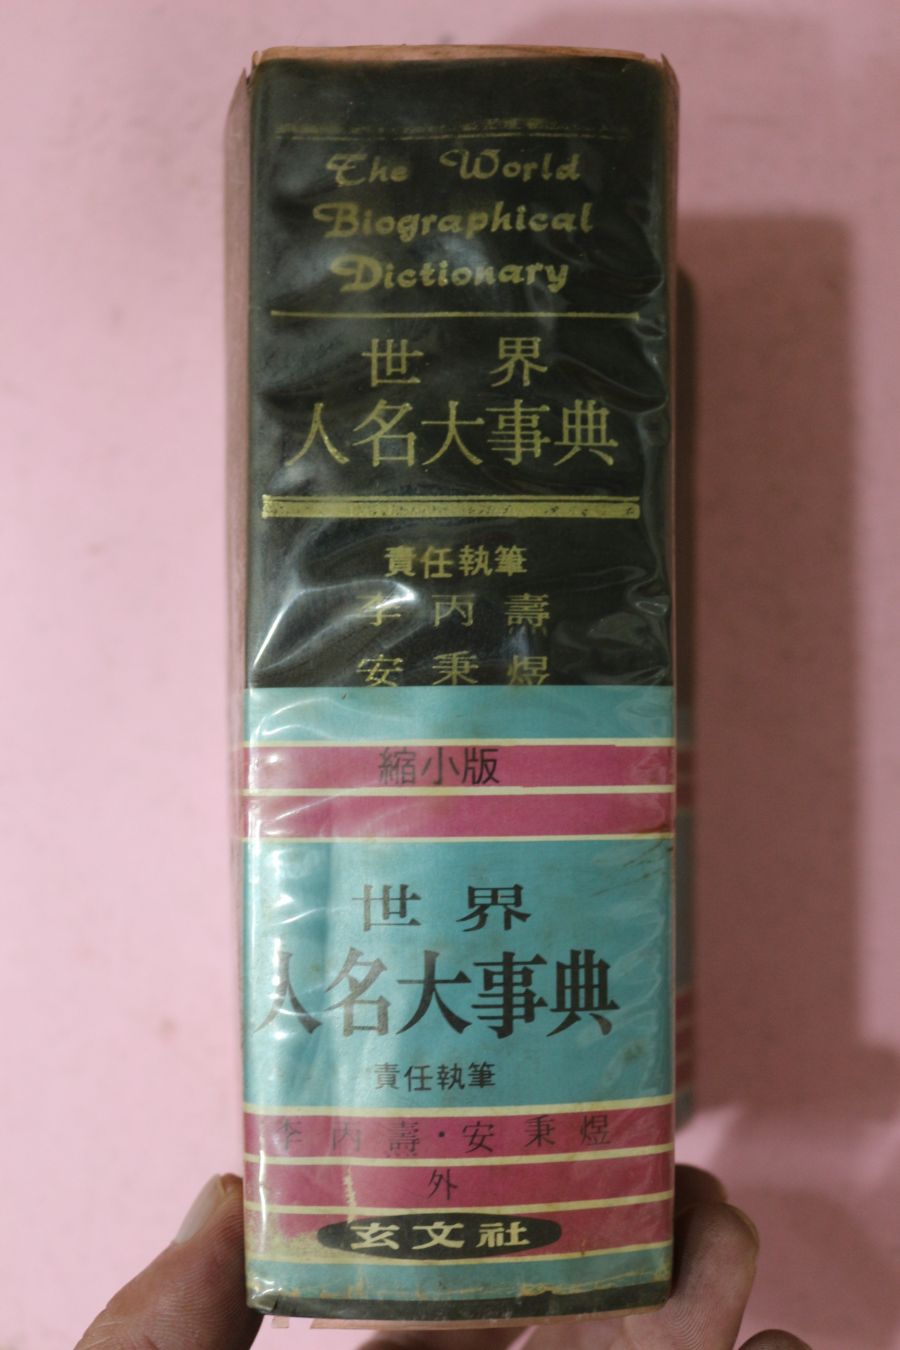 The World
Biographical
Dictionary
世界
人名大事典
責任執筆
李丙壽
安秉煜
縮小版
世界
人名大事典
責任執筆
李丙壽·安秉煜
外
玄文社